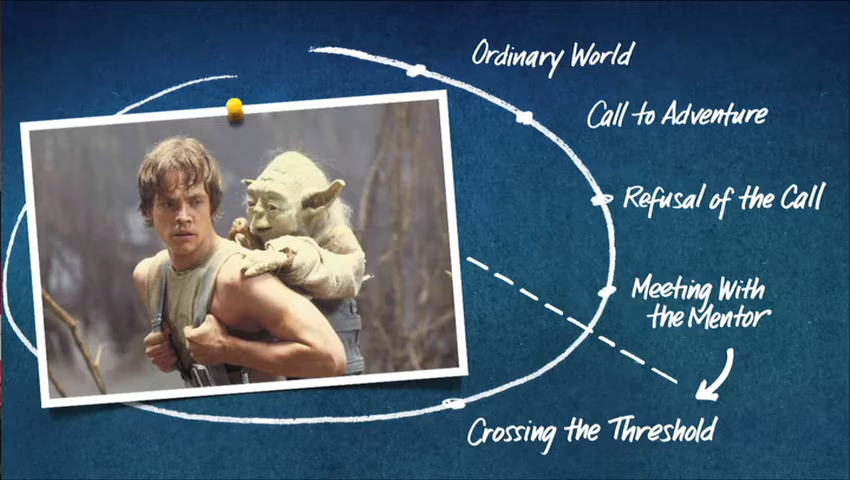 Ordinary World
Call to Adventure
Refusal of the Call
Meeting With
the Mentor
Crossing the Threshold